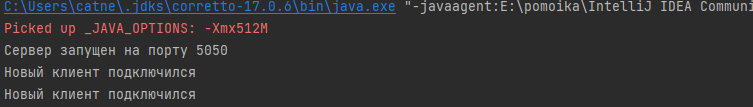 C:\Users\catne\.jdks\corretto-17.0.6\bin\java.exe "-javaagent:E:\pomoika\IntelliJ IDEA Communi
Picked up _JAVA_OPTIONS: -Xmx512M
Сервер запущен на порту 5050
Новый клиент подключился
Новый клиент подключился